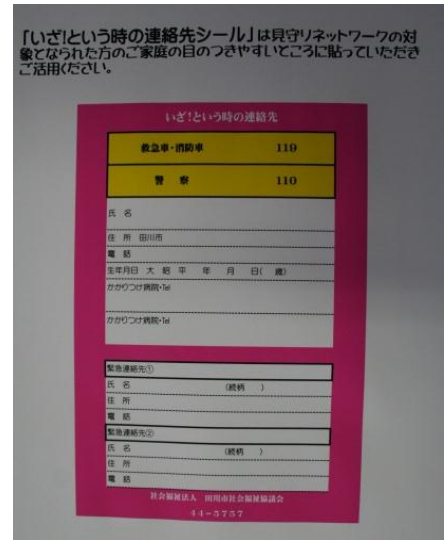 「いざ!という時の連絡先シール」は見守りネットワークの対
象となられた方のご家庭の目のつきやすいところに貼っていただき
ご活用ください。
いざ!という時の連絡先
救急車・消防車 119
警 察 110
氏 名
住 所 田川市
電 話
生年月日 大 昭 平 年 月 日( 歳)
かかりつけ病院・Tel
かかりつけ病院・Tel
緊急連絡先①
氏 名 (続柄 )
住 所
電 話
緊急連絡先②
氏 名 (続柄 )
住 所
電 話
社会福祉法人 田川市社会福祉協議会
44-5757